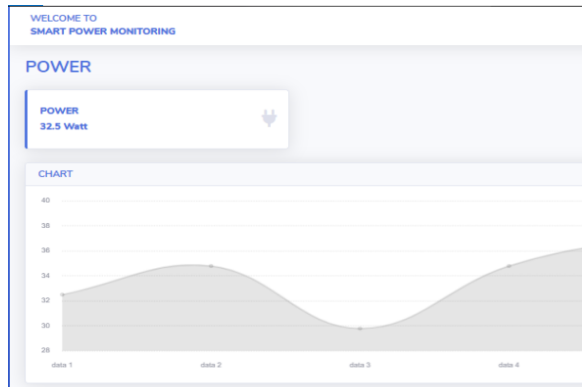 WELCOME TO
SMART POWER MONITORING
POWER
POWER
32.5 Watt
CHART
40
38
36
34
32
30
28
data 1
data 2
data 3
data 4